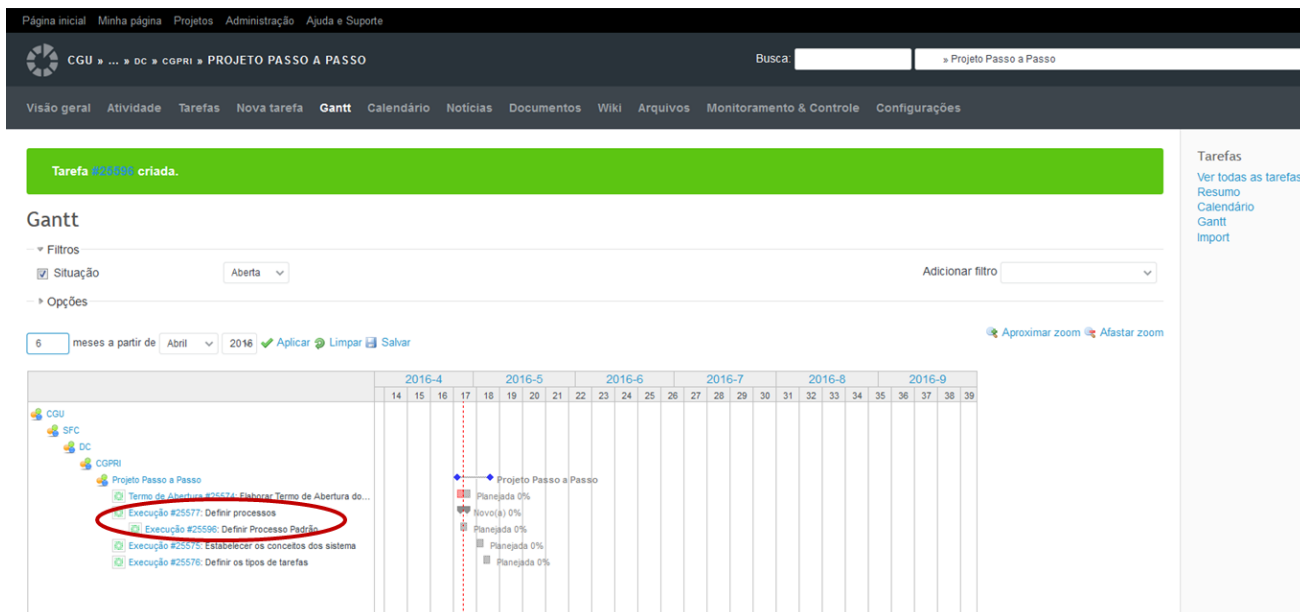 Página inicial Minha página Projetos Administração Ajuda e Suporte
CGU » ... » DC » CGPRI » PROJETO PASSO A PASSO
Busca:
» Projeto Passo a Passo
Visão geral Atividade Tarefas Nova tarefa Gantt Calendário Notícias Documentos Wiki Arquivos Monitoramento & Controle Configurações
Tarefa #25596 criada.
Tarefas
Ver todas as tarefas
Resumo
Calendário
Gantt
Import
Gantt
Filtros
Situação Aberta Adicionar filtro
Opções
6 meses a partir de Abril 2016 Aplicar Limpar Salvar
Aproximar zoom Afastar zoom
2016-4 2016-5 2016-6 2016-7 2016-8 2016-9
14 15 16 17 18 19 20 21 22 23 24 25 26 27 28 29 30 31 32 33 34 35 36 37 38 39
CGU
SFC
DC
CGPRI
Projeto Passo a Passo Projeto Passo a Passo
Termo de Abertura #25574: Elaborar Termo de Abertura do... Planejada 0%
Execução #25577: Definir processos Novo(a) 0%
Execução #25596: Definir Processo Padrão Planejada 0%
Execução #25575: Estabelecer os conceitos dos sistema Planejada 0%
Execução #25576: Definir os tipos de tarefas Planejada 0%